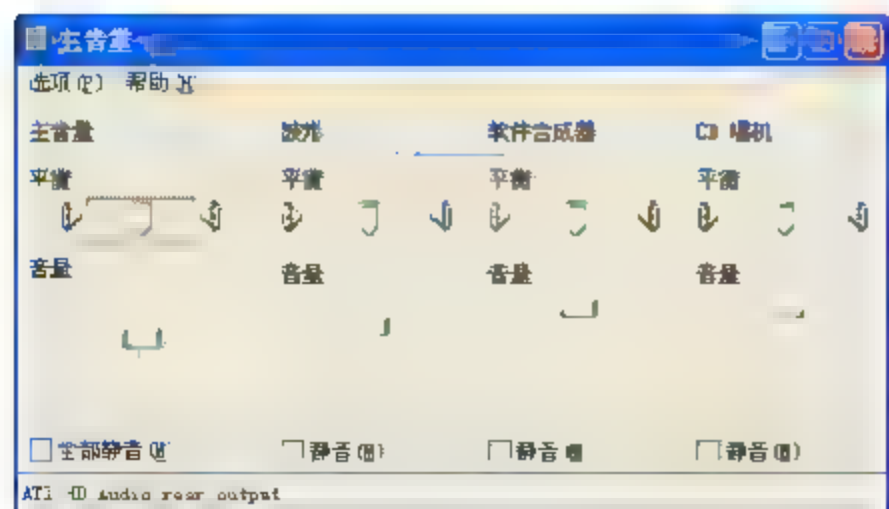 主音量
选项(P) 帮助
主音量 波形 软件合成器 CD 唱机
平衡 平衡 平衡 平衡
音量 音量 音量 音量
全部静音(M) 静音(M) 静音 静音(M)
ATI HD Audio rear output